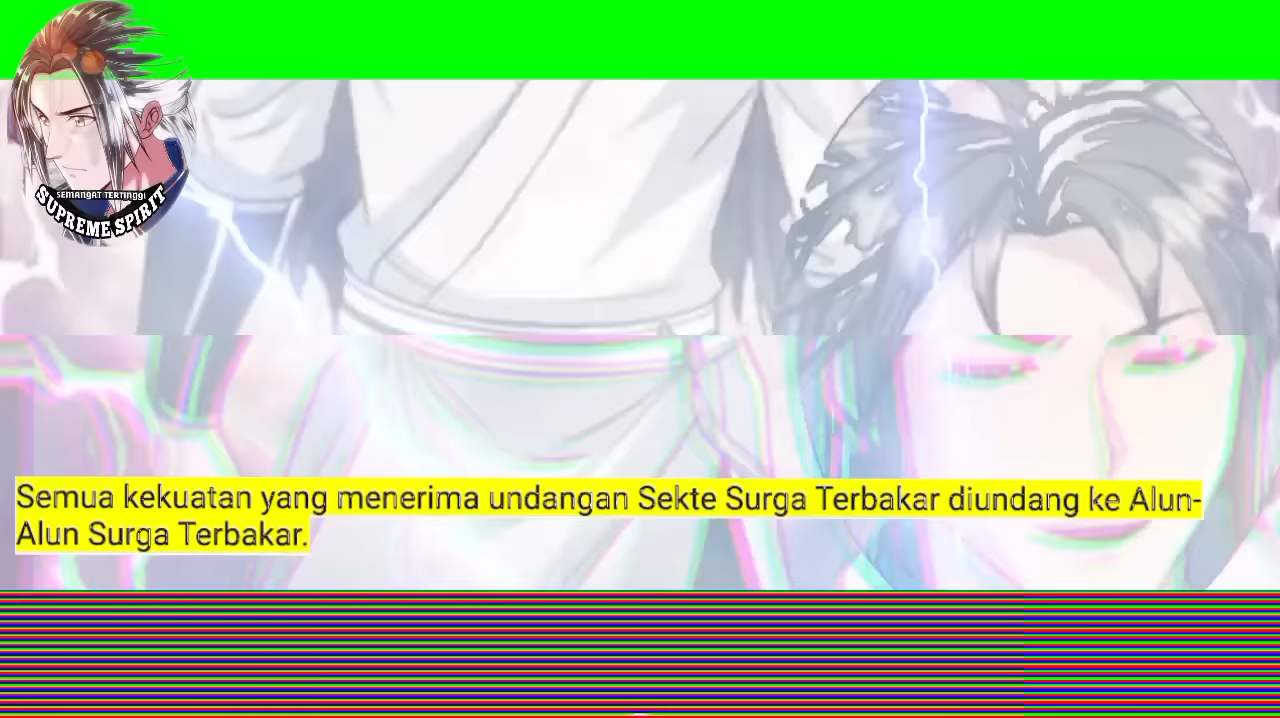 SEMANGAT TERTINGGI
SUPREME SPIRIT
Semua kekuatan yang menerima undangan Sekte Surga Terbakar diundang ke Alun-
Alun Surga Terbakar.